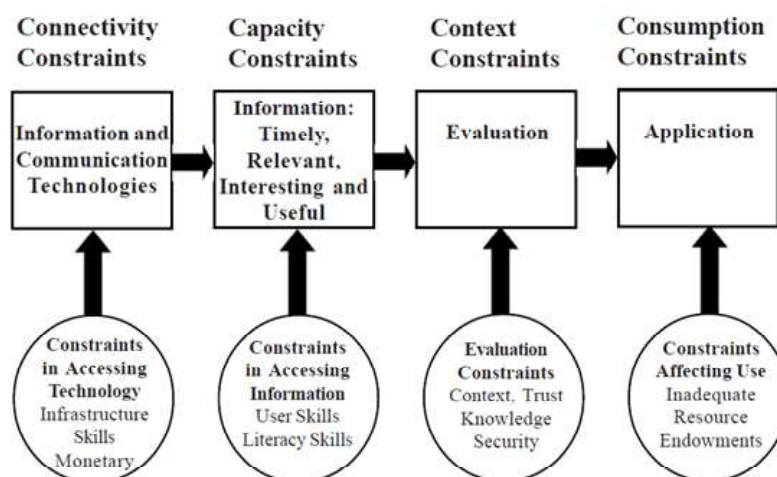 Connectivity
Constraints
Capacity
Constraints
Context
Constraints
Consumption
Constraints
Information and
Communication
Technologies
Information:
Timely,
Relevant,
Interesting and
Useful
Evaluation
Application
Constraints
in Accessing
Technology
Infrastructure
Skills
Monetary
Constraints
in Accessing
Information
User Skills
Literacy Skills
Evaluation
Constraints
Context, Trust
Knowledge
Security
Constraints
Affecting Use
Inadequate
Resource
Endowments